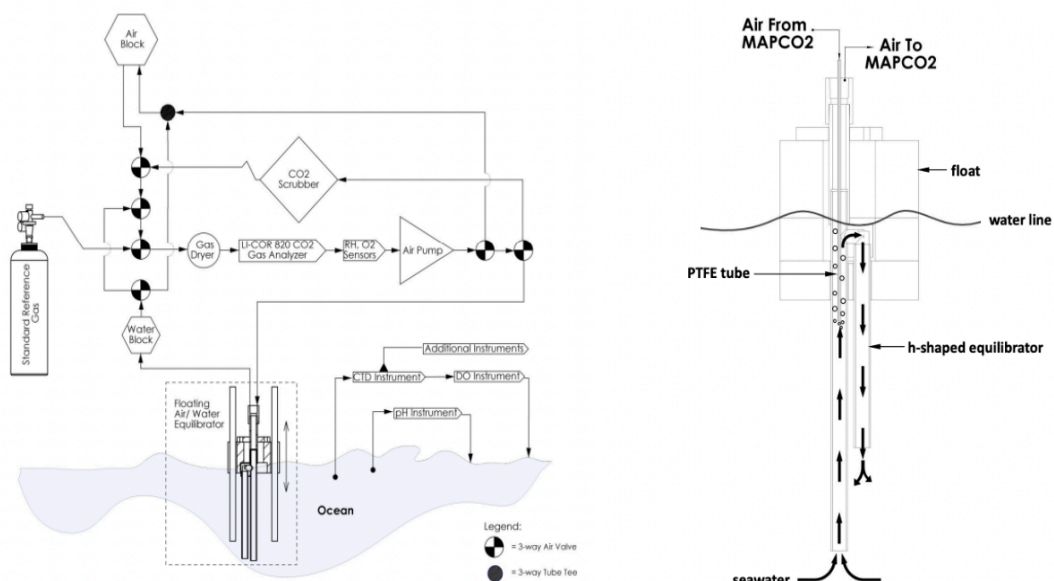 Air
Block
CO2
Scrubber
Gas
Dryer
LI-COR 820 CO2
Gas Analyzer
RH, O2
Sensors
Air Pump
Standard Reference
Gas
Water
Block
Additional Instruments
CTD Instrument
DO Instrument
pH Instrument
Floating
Air/ Water
Equilibrator
Ocean
Legend:
= 3-way Air Valve
= 3-way Tube Tee
Air From
MAPCO2
Air To
MAPCO2
float
water line
PTFE tube
h-shaped equilibrator
seawater